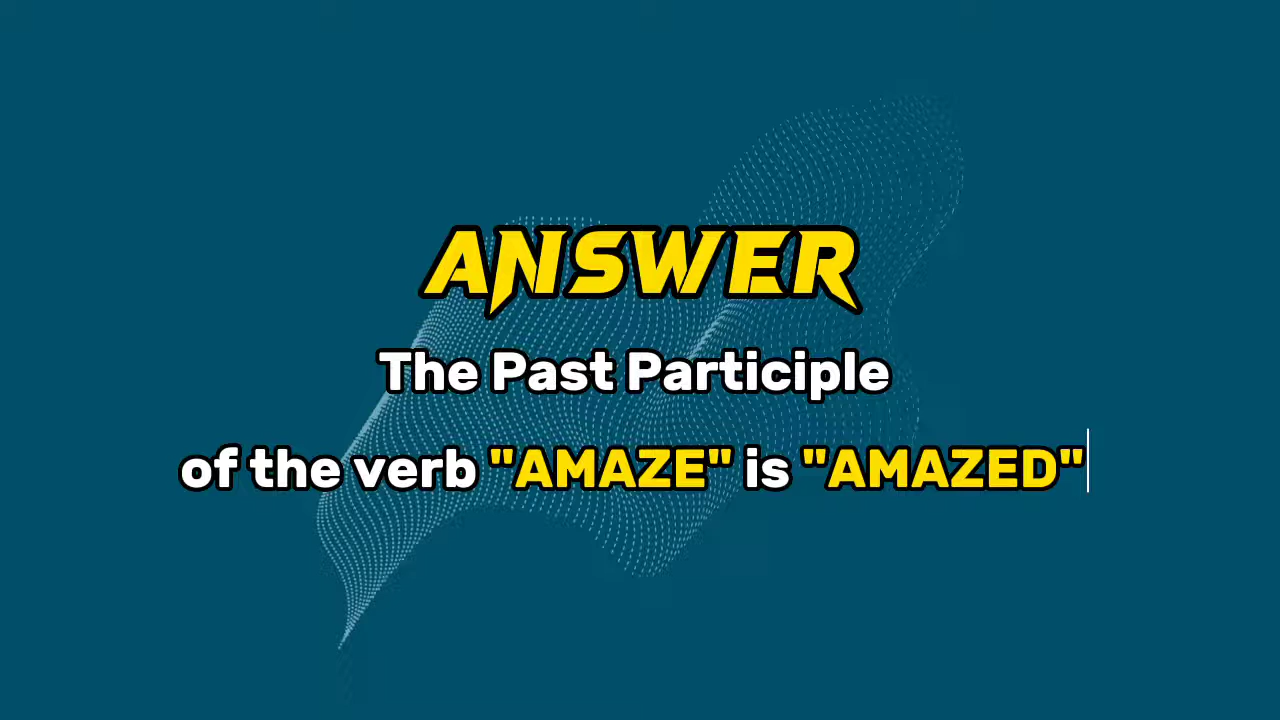 ANSWER
The Past Participle
of the verb "AMAZE" is "AMAZED"